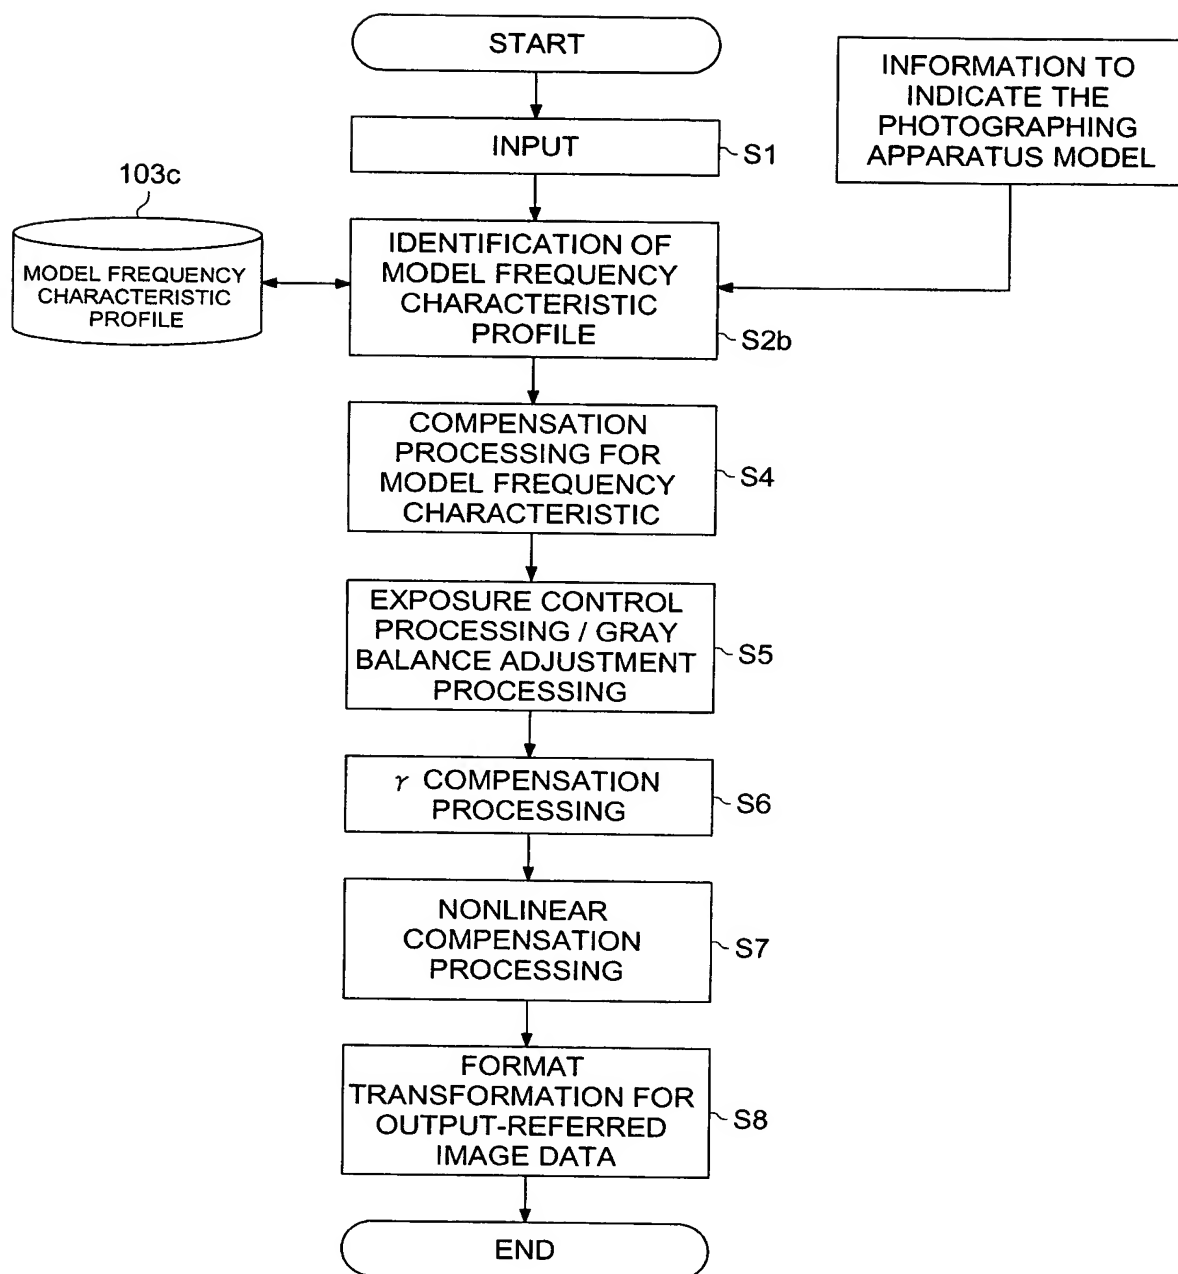 START
INFORMATION TO
INDICATE THE
PHOTOGRAPHING
APPARATUS MODEL
INPUT
S1
103c
MODEL FREQUENCY
CHARACTERISTIC
PROFILE
IDENTIFICATION OF
MODEL FREQUENCY
CHARACTERISTIC
PROFILE
S2b
COMPENSATION
PROCESSING FOR
MODEL FREQUENCY
CHARACTERISTIC
S4
EXPOSURE CONTROL
PROCESSING / GRAY
BALANCE ADJUSTMENT
PROCESSING
S5
γ COMPENSATION
PROCESSING
S6
NONLINEAR
COMPENSATION
PROCESSING
S7
FORMAT
TRANSFORMATION FOR
OUTPUT-REFERRED
IMAGE DATA
S8
END